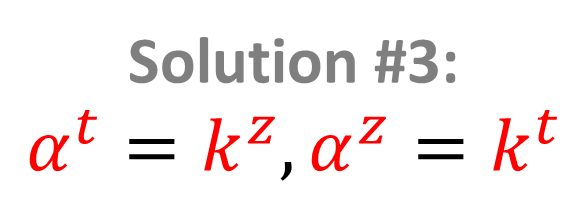 Solution #3:
αᵗ = kᶻ, αᶻ = kᵗ